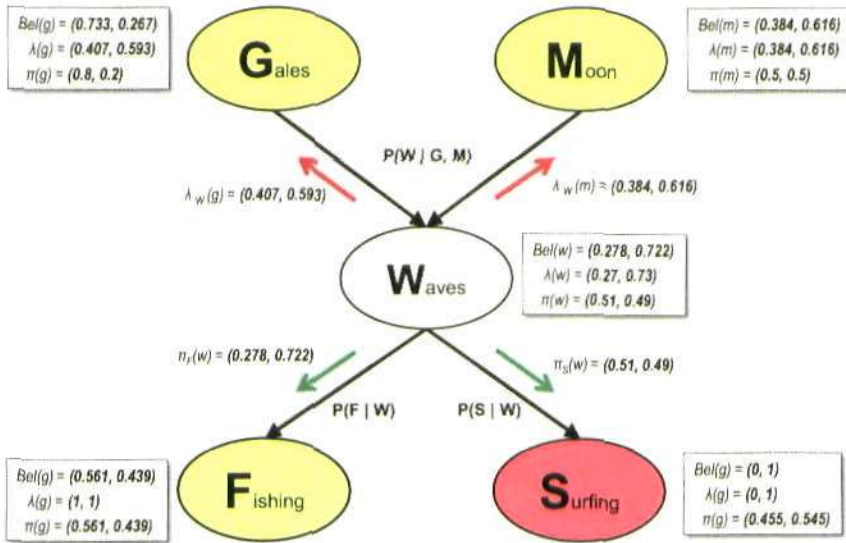 Bel(g) = (0.733, 0.267)
λ(g) = (0.407, 0.593)
π(g) = (0.8, 0.2)
Gales
Moon
Bel(m) = (0.384, 0.616)
λ(m) = (0.384, 0.616)
π(m) = (0.5, 0.5)
P(W | G, M)
λW(g) = (0.407, 0.593)
λW(m) = (0.384, 0.616)
Waves
Bel(w) = (0.278, 0.722)
λ(w) = (0.27, 0.73)
π(w) = (0.51, 0.49)
πF(w) = (0.278, 0.722)
πS(w) = (0.51, 0.49)
P(F | W)
P(S | W)
Bel(g) = (0.561, 0.439)
λ(g) = (1, 1)
π(g) = (0.561, 0.439)
Fishing
Surfing
Bel(g) = (0, 1)
λ(g) = (0, 1)
π(g) = (0.455, 0.545)